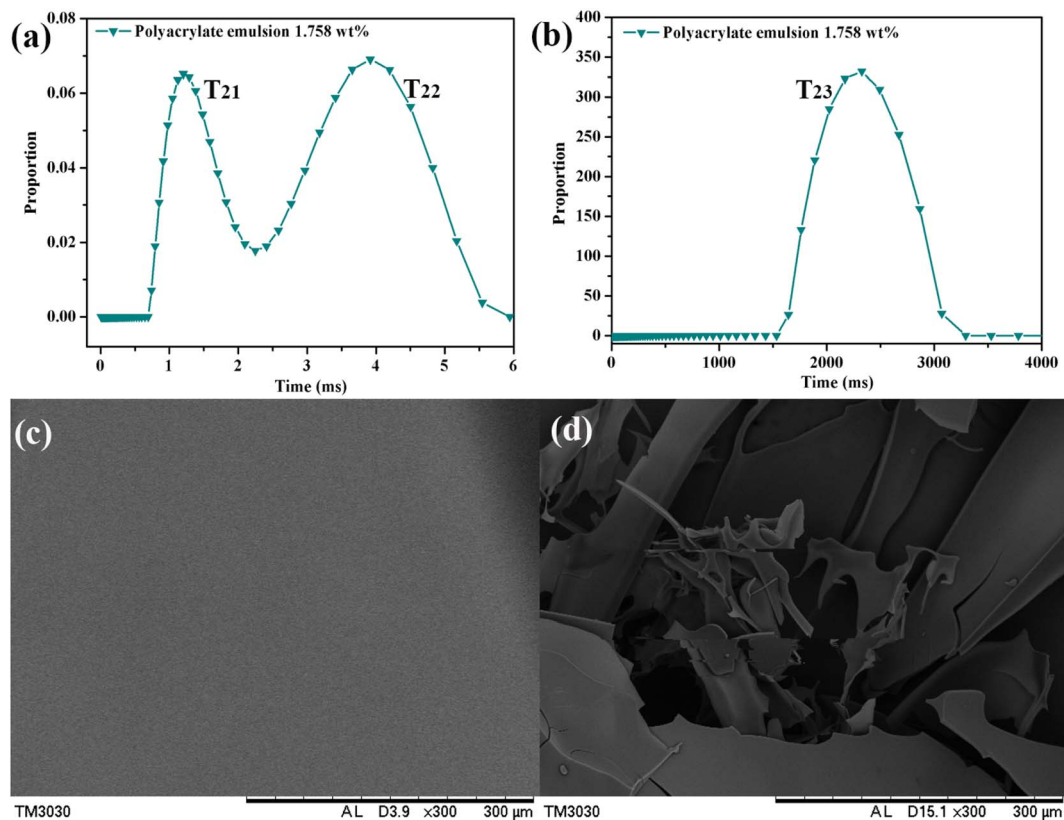 (a)
Polyacrylate emulsion 1.758 wt%
T21
T22
Proportion
0.08
0.06
0.04
0.02
0.00
0
1
2
3
4
5
6
Time (ms)
(b)
Polyacrylate emulsion 1.758 wt%
T23
Proportion
400
350
300
250
200
150
100
50
0
0
1000
2000
3000
4000
Time (ms)
(c)
TM3030
AL D3.9 x300 300 µm
(d)
TM3030
AL D15.1 x300 300 µm